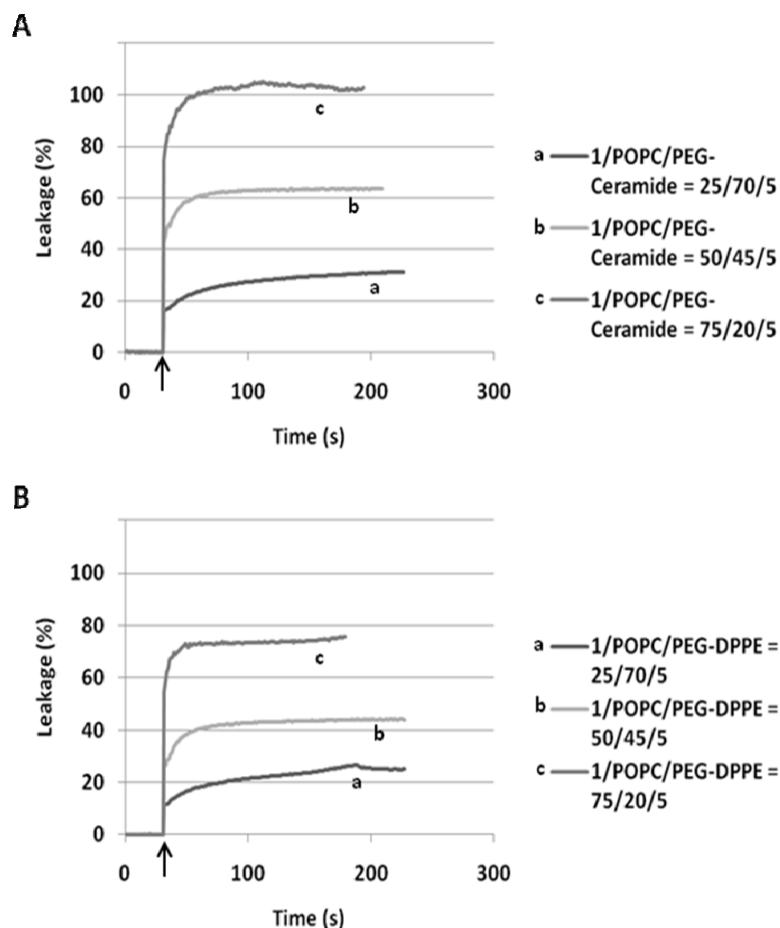 A
Leakage (%)
100
80
60
40
20
0
c
b
a
0 100 200 300
Time (s)
a 1/POPC/PEG-
Ceramide = 25/70/5
b 1/POPC/PEG-
Ceramide = 50/45/5
c 1/POPC/PEG-
Ceramide = 75/20/5
B
Leakage (%)
100
80
60
40
20
0
c
b
a
0 100 200 300
Time (s)
a 1/POPC/PEG-DPPE =
25/70/5
b 1/POPC/PEG-DPPE =
50/45/5
c 1/POPC/PEG-DPPE =
75/20/5